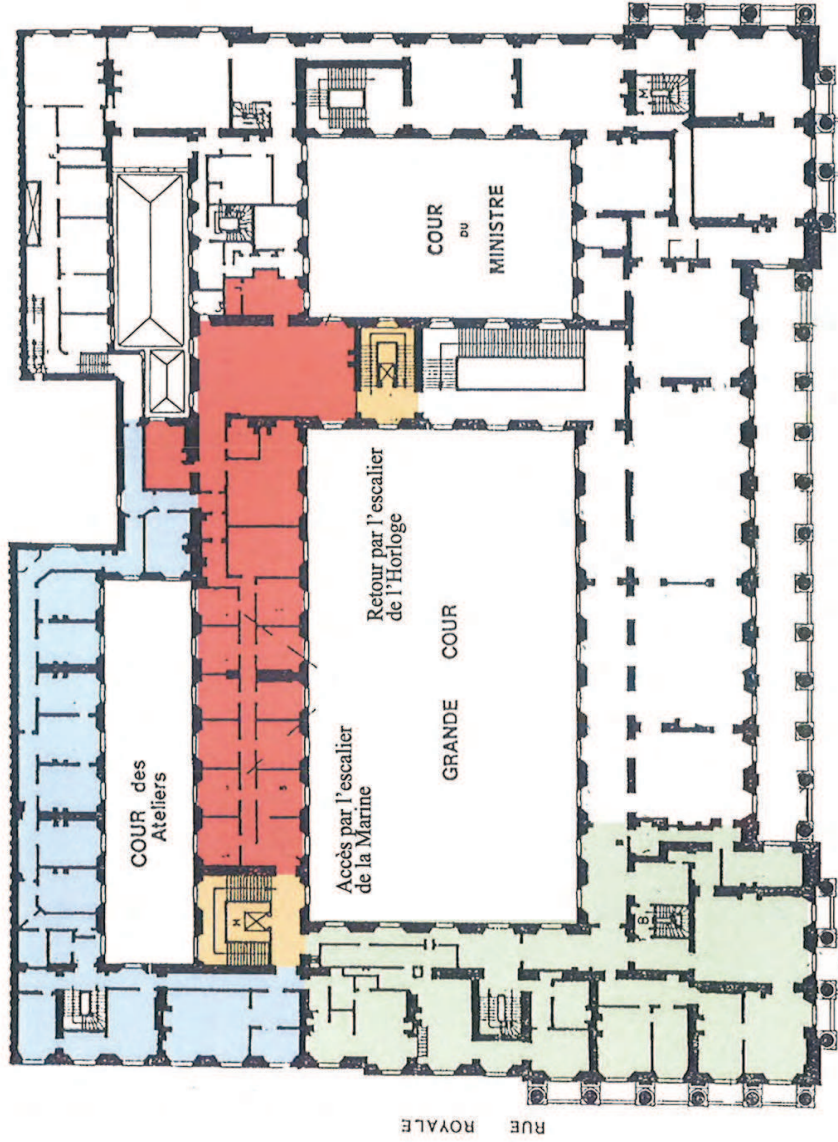 COUR
DU
MINISTRE
COUR des
Ateliers
Retour par l'escalier
de l'Horloge
Accès par l'escalier
de la Marine
GRANDE COUR
M
M
B
F
RUE ROYALE